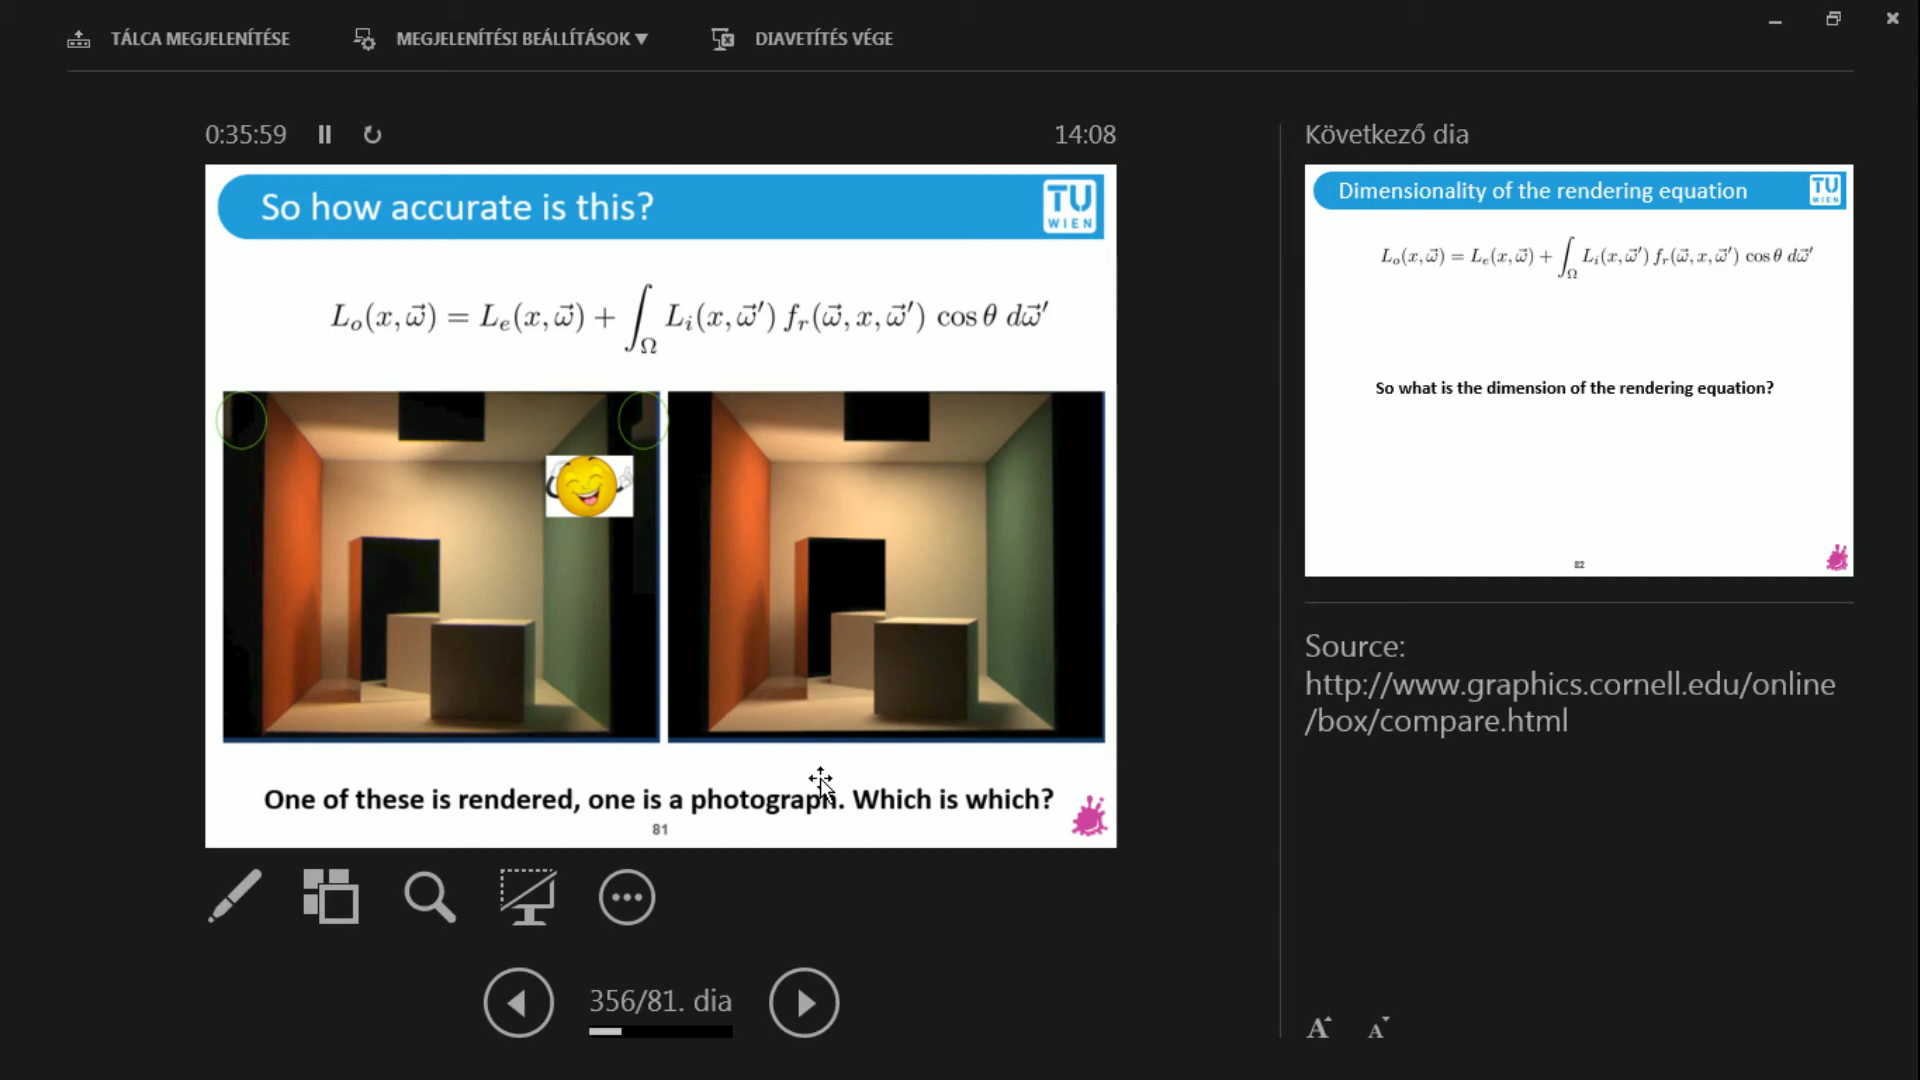 TÁLCA MEGJELENÍTÉSE
MEGJELENÍTÉSI BEÁLLÍTÁSOK ▼
DIAVETÍTÉS VÉGE
0:35:59
14:08
So how accurate is this?
TU
WIEN
L_o(x, ω⃗) = L_e(x, ω⃗) + ∫_Ω L_i(x, ω⃗′) f_r(ω⃗, x, ω⃗′) cos θ dω⃗′
One of these is rendered, one is a photograph. Which is which?
81
356/81. dia
Következő dia
Dimensionality of the rendering equation
TU
WIEN
L_o(x, ω⃗) = L_e(x, ω⃗) + ∫_Ω L_i(x, ω⃗′) f_r(ω⃗, x, ω⃗′) cos θ dω⃗′
So what is the dimension of the rendering equation?
82
Source:
http://www.graphics.cornell.edu/online
/box/compare.html
A A